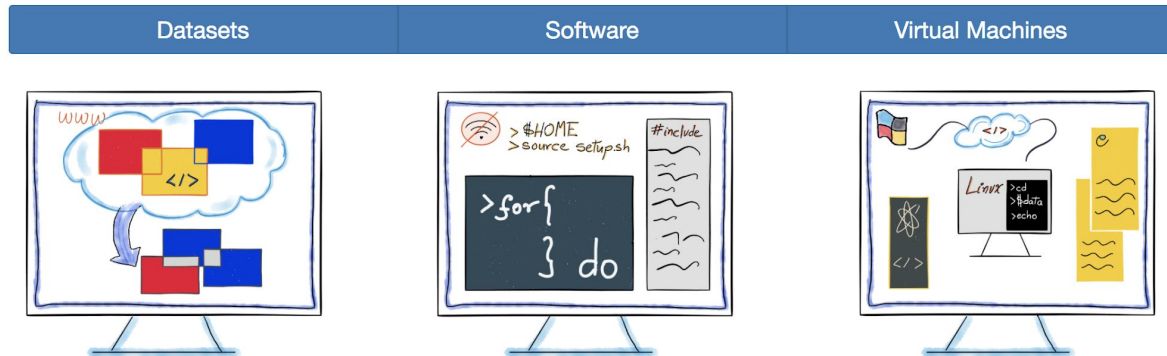 Datasets
Software
Virtual Machines
www
</>
> $HOME
> source setup.sh
#include
>for{
} do
</>
Linux
>cd
>$data
>echo
e
</>